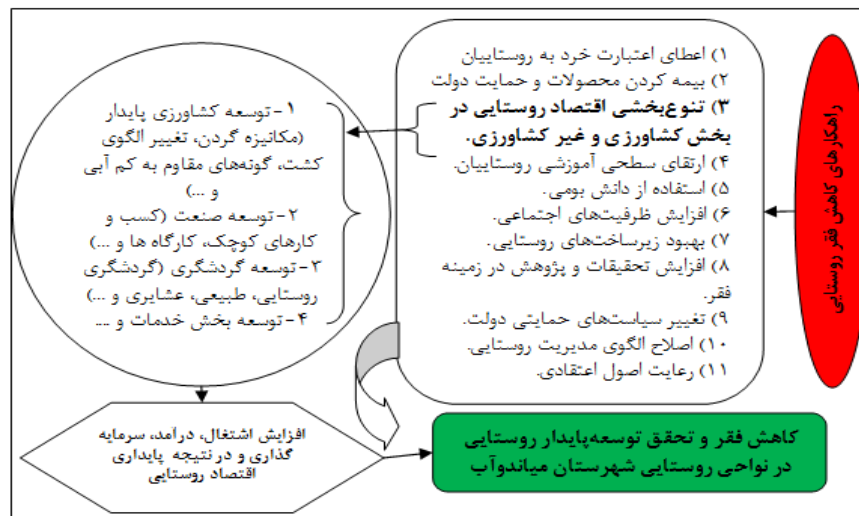 راهکارهای کاهش فقر روستایی
۱) اعطای اعتبارت خرد به روستاییان
۲) بیمه کردن محصولات و حمایت دولت
۳) تنوع‌بخشی اقتصاد روستایی در
بخش کشاورزی و غیر کشاورزی.
۴) ارتقای سطحی آموزشی روستاییان.
۵) استفاده از دانش بومی.
۶) افزایش ظرفیت‌های اجتماعی.
۷) بهبود زیرساخت‌های روستایی.
۸) افزایش تحقیقات و پژوهش در زمینه
فقر.
۹) تغییر سیاست‌های حمایتی دولت.
۱۰) اصلاح الگوی مدیریت روستایی.
۱۱) رعایت اصول اعتقادی.
۱- توسعه کشاورزی پایدار
(مکانیزه گردن، تغییر الگوی
کشت، گونه‌های مقاوم به کم آبی
و ...)
۲- توسعه صنعت (کسب و
کارهای کوچک، کارگاه ها و ...)
۳- توسعه گردشگری (گردشگری
روستایی، طبیعی، عشایری و ...)
۴- توسعه بخش خدمات و ...
افزایش اشتغال، درآمد، سرمایه
گذاری و در نتیجه پایداری
اقتصاد روستایی
کاهش فقر و تحقق توسعه‌پایدار روستایی
در نواحی روستایی شهرستان میاندوآب